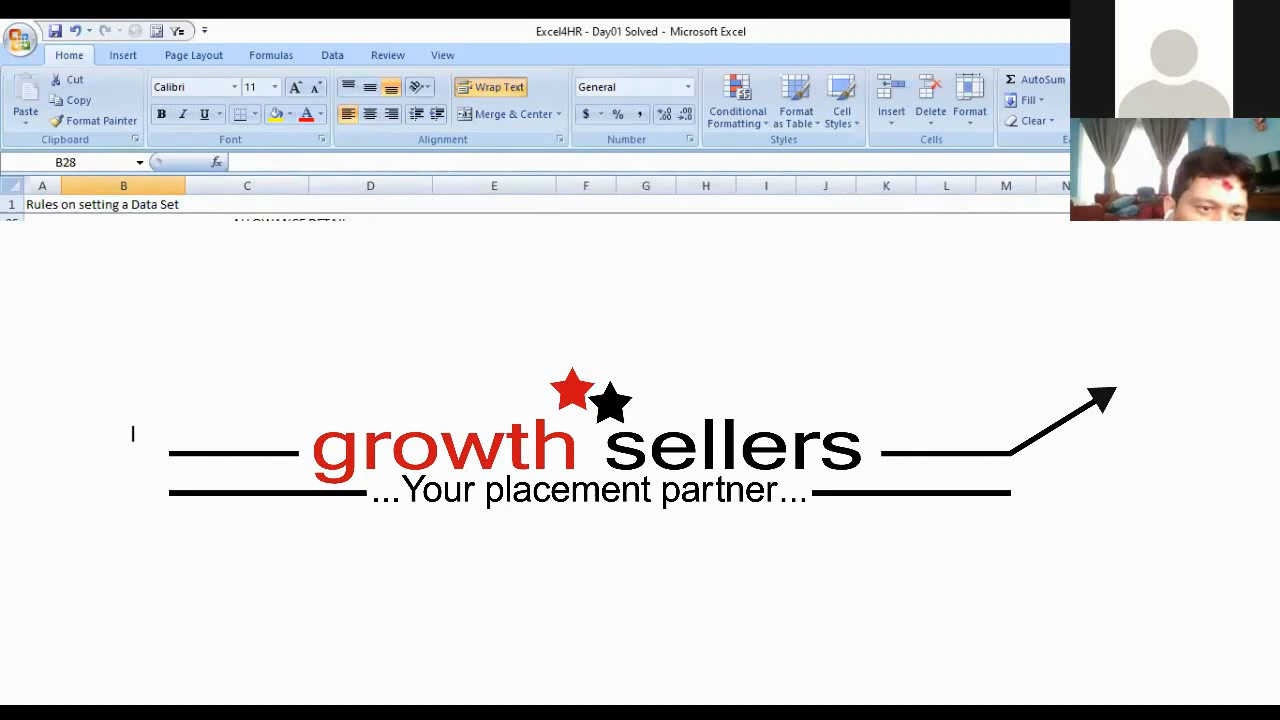 Excel4HR - Day01 Solved - Microsoft Excel
Home Insert Page Layout Formulas Data Review View
Cut
Copy
Format Painter
Paste
Clipboard
Calibri 11
B I U
Font
Wrap Text
Merge & Center
Alignment
General
$ % ,
Number
Conditional Formatting
Format as Table
Cell Styles
Styles
Insert
Delete
Format
Cells
AutoSum
Fill
Clear
B28
fx
A B C D E F G H I J K L M N
1 Rules on setting a Data Set
growth sellers
...Your placement partner...